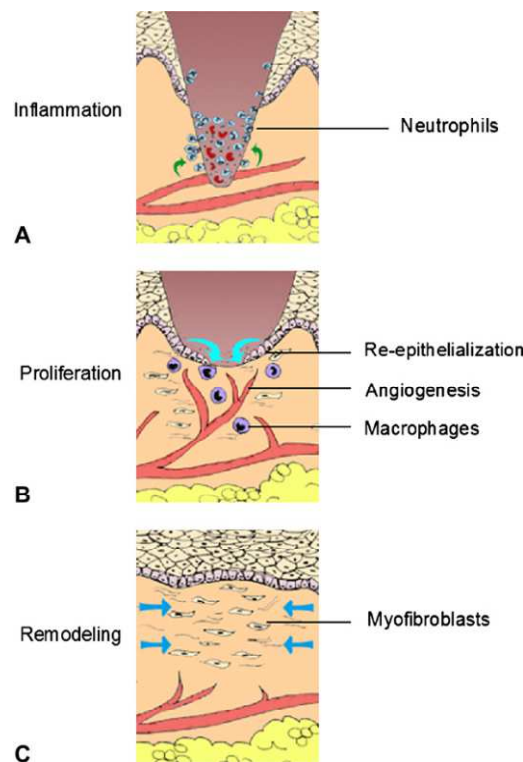 Inflammation
Neutrophils
A
Re-epithelialization
Proliferation
Angiogenesis
Macrophages
B
Myofibroblasts
Remodeling
C